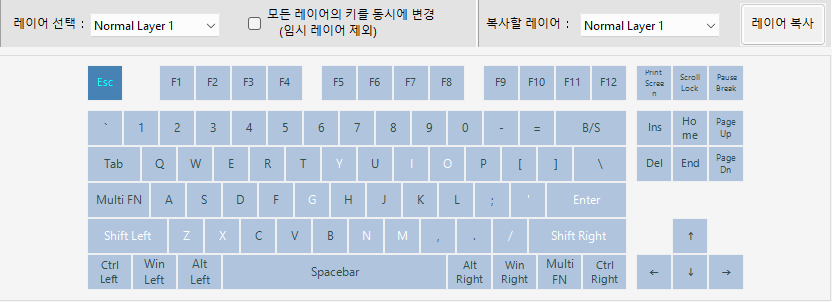 레이어 선택 : Normal Layer 1 모든 레이어의 키를 동시에 변경 복사할 레이어 : Normal Layer 1 레이어 복사
(임시 레이어 제외)
Esc F1 F2 F3 F4 F5 F6 F7 F8 F9 F10 F11 F12 Print Scree n Scroll Lock Pause Break
` 1 2 3 4 5 6 7 8 9 0 - = B/S Ins Ho me Page Up
Tab Q W E R T Y U I O P [ ] \ Del End Page Dn
Multi FN A S D F G H J K L ; ' Enter
Shift Left Z X C V B N M , . / Shift Right ↑
Ctrl Left Win Left Alt Left Spacebar Alt Right Win Right Multi FN Ctrl Right ← ↓ →